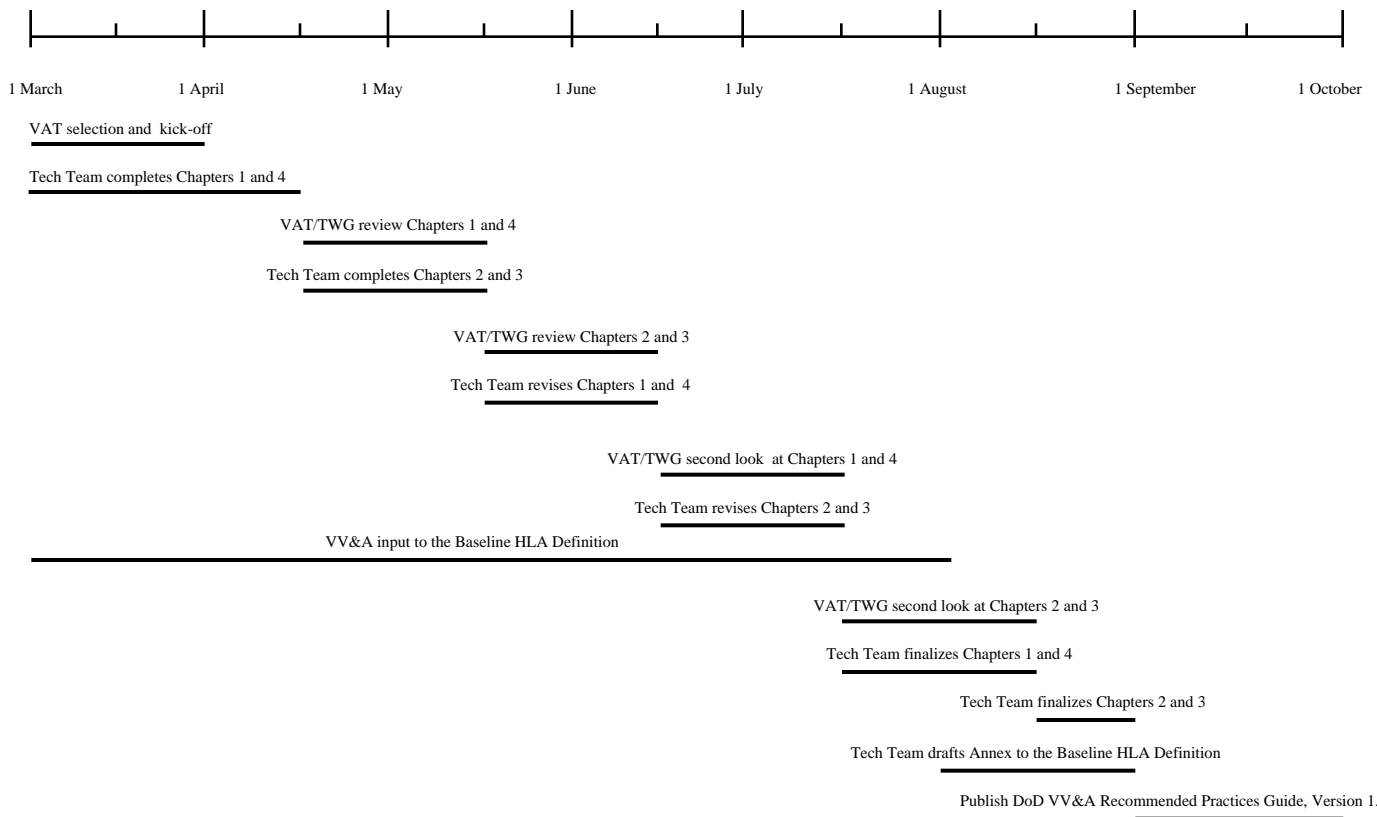 1 March 1 April 1 May 1 June 1 July 1 August 1 September 1 October
VAT selection and kick-off
Tech Team completes Chapters 1 and 4
VAT/TWG review Chapters 1 and 4
Tech Team completes Chapters 2 and 3
VAT/TWG review Chapters 2 and 3
Tech Team revises Chapters 1 and 4
VAT/TWG second look at Chapters 1 and 4
Tech Team revises Chapters 2 and 3
VV&A input to the Baseline HLA Definition
VAT/TWG second look at Chapters 2 and 3
Tech Team finalizes Chapters 1 and 4
Tech Team finalizes Chapters 2 and 3
Tech Team drafts Annex to the Baseline HLA Definition
Publish DoD VV&A Recommended Practices Guide, Version 1.